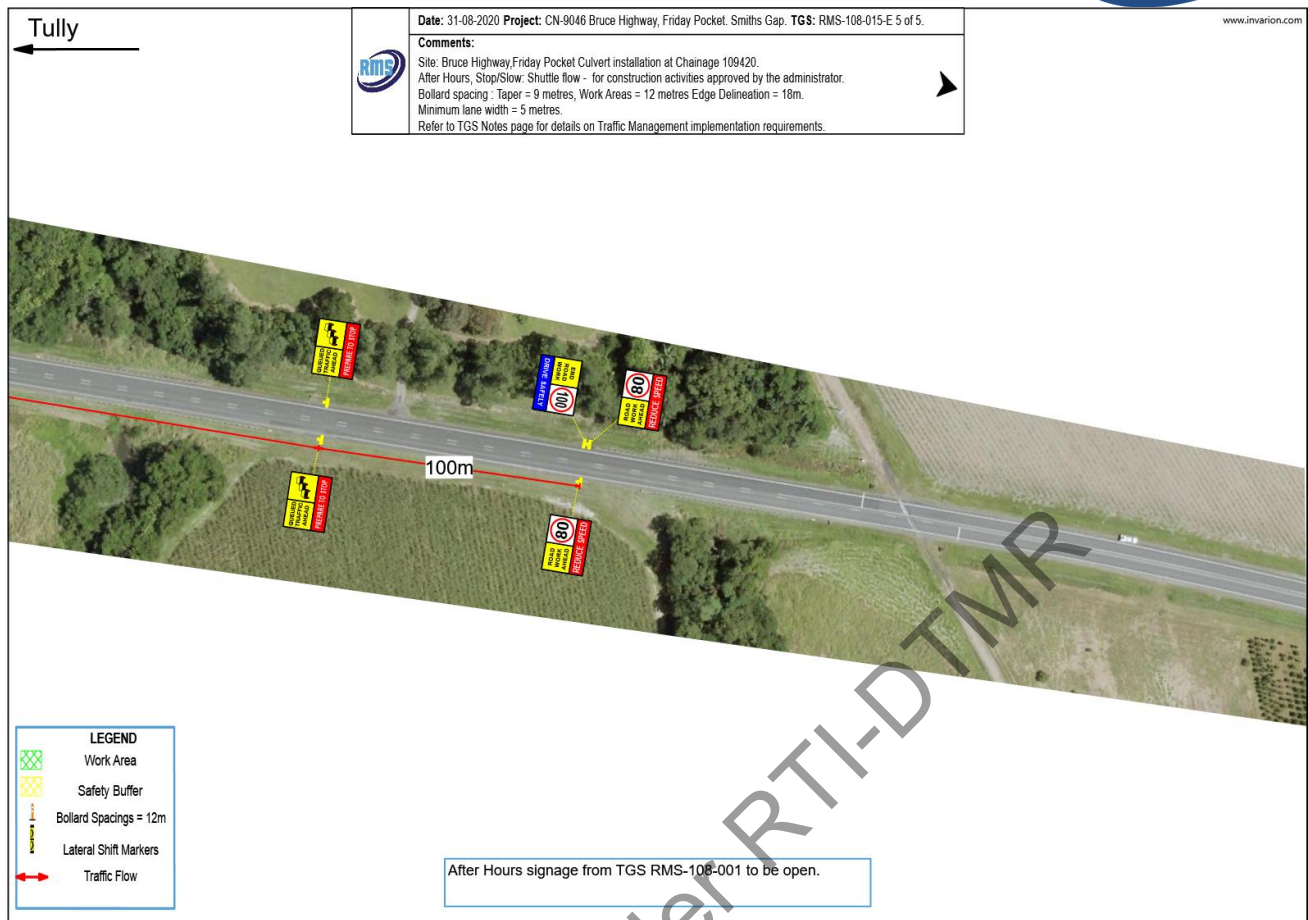 Tully
Date: 31-08-2020 Project: CN-9046 Bruce Highway, Friday Pocket. Smiths Gap. TGS: RMS-108-015-E 5 of 5.
www.invarion.com
RMS
Comments:
Site: Bruce Highway,Friday Pocket Culvert installation at Chainage 109420.
After Hours, Stop/Slow: Shuttle flow - for construction activities approved by the administrator.
Bollard spacing : Taper = 9 metres, Work Areas = 12 metres Edge Delineation = 18m.
Minimum lane width = 5 metres.
Refer to TGS Notes page for details on Traffic Management implementation requirements.
QUEUED
TRAFFIC
AHEAD
PREPARE TO STOP
DRIVE SAFELY
END
ROAD
WORK
100
80
ROAD
WORK
AHEAD
REDUCE SPEED
100m
QUEUED
TRAFFIC
AHEAD
PREPARE TO STOP
80
ROAD
WORK
AHEAD
REDUCE SPEED
LEGEND
Work Area
Safety Buffer
Bollard Spacings = 12m
Lateral Shift Markers
Traffic Flow
After Hours signage from TGS RMS-108-001 to be open.
RTI-DTMR